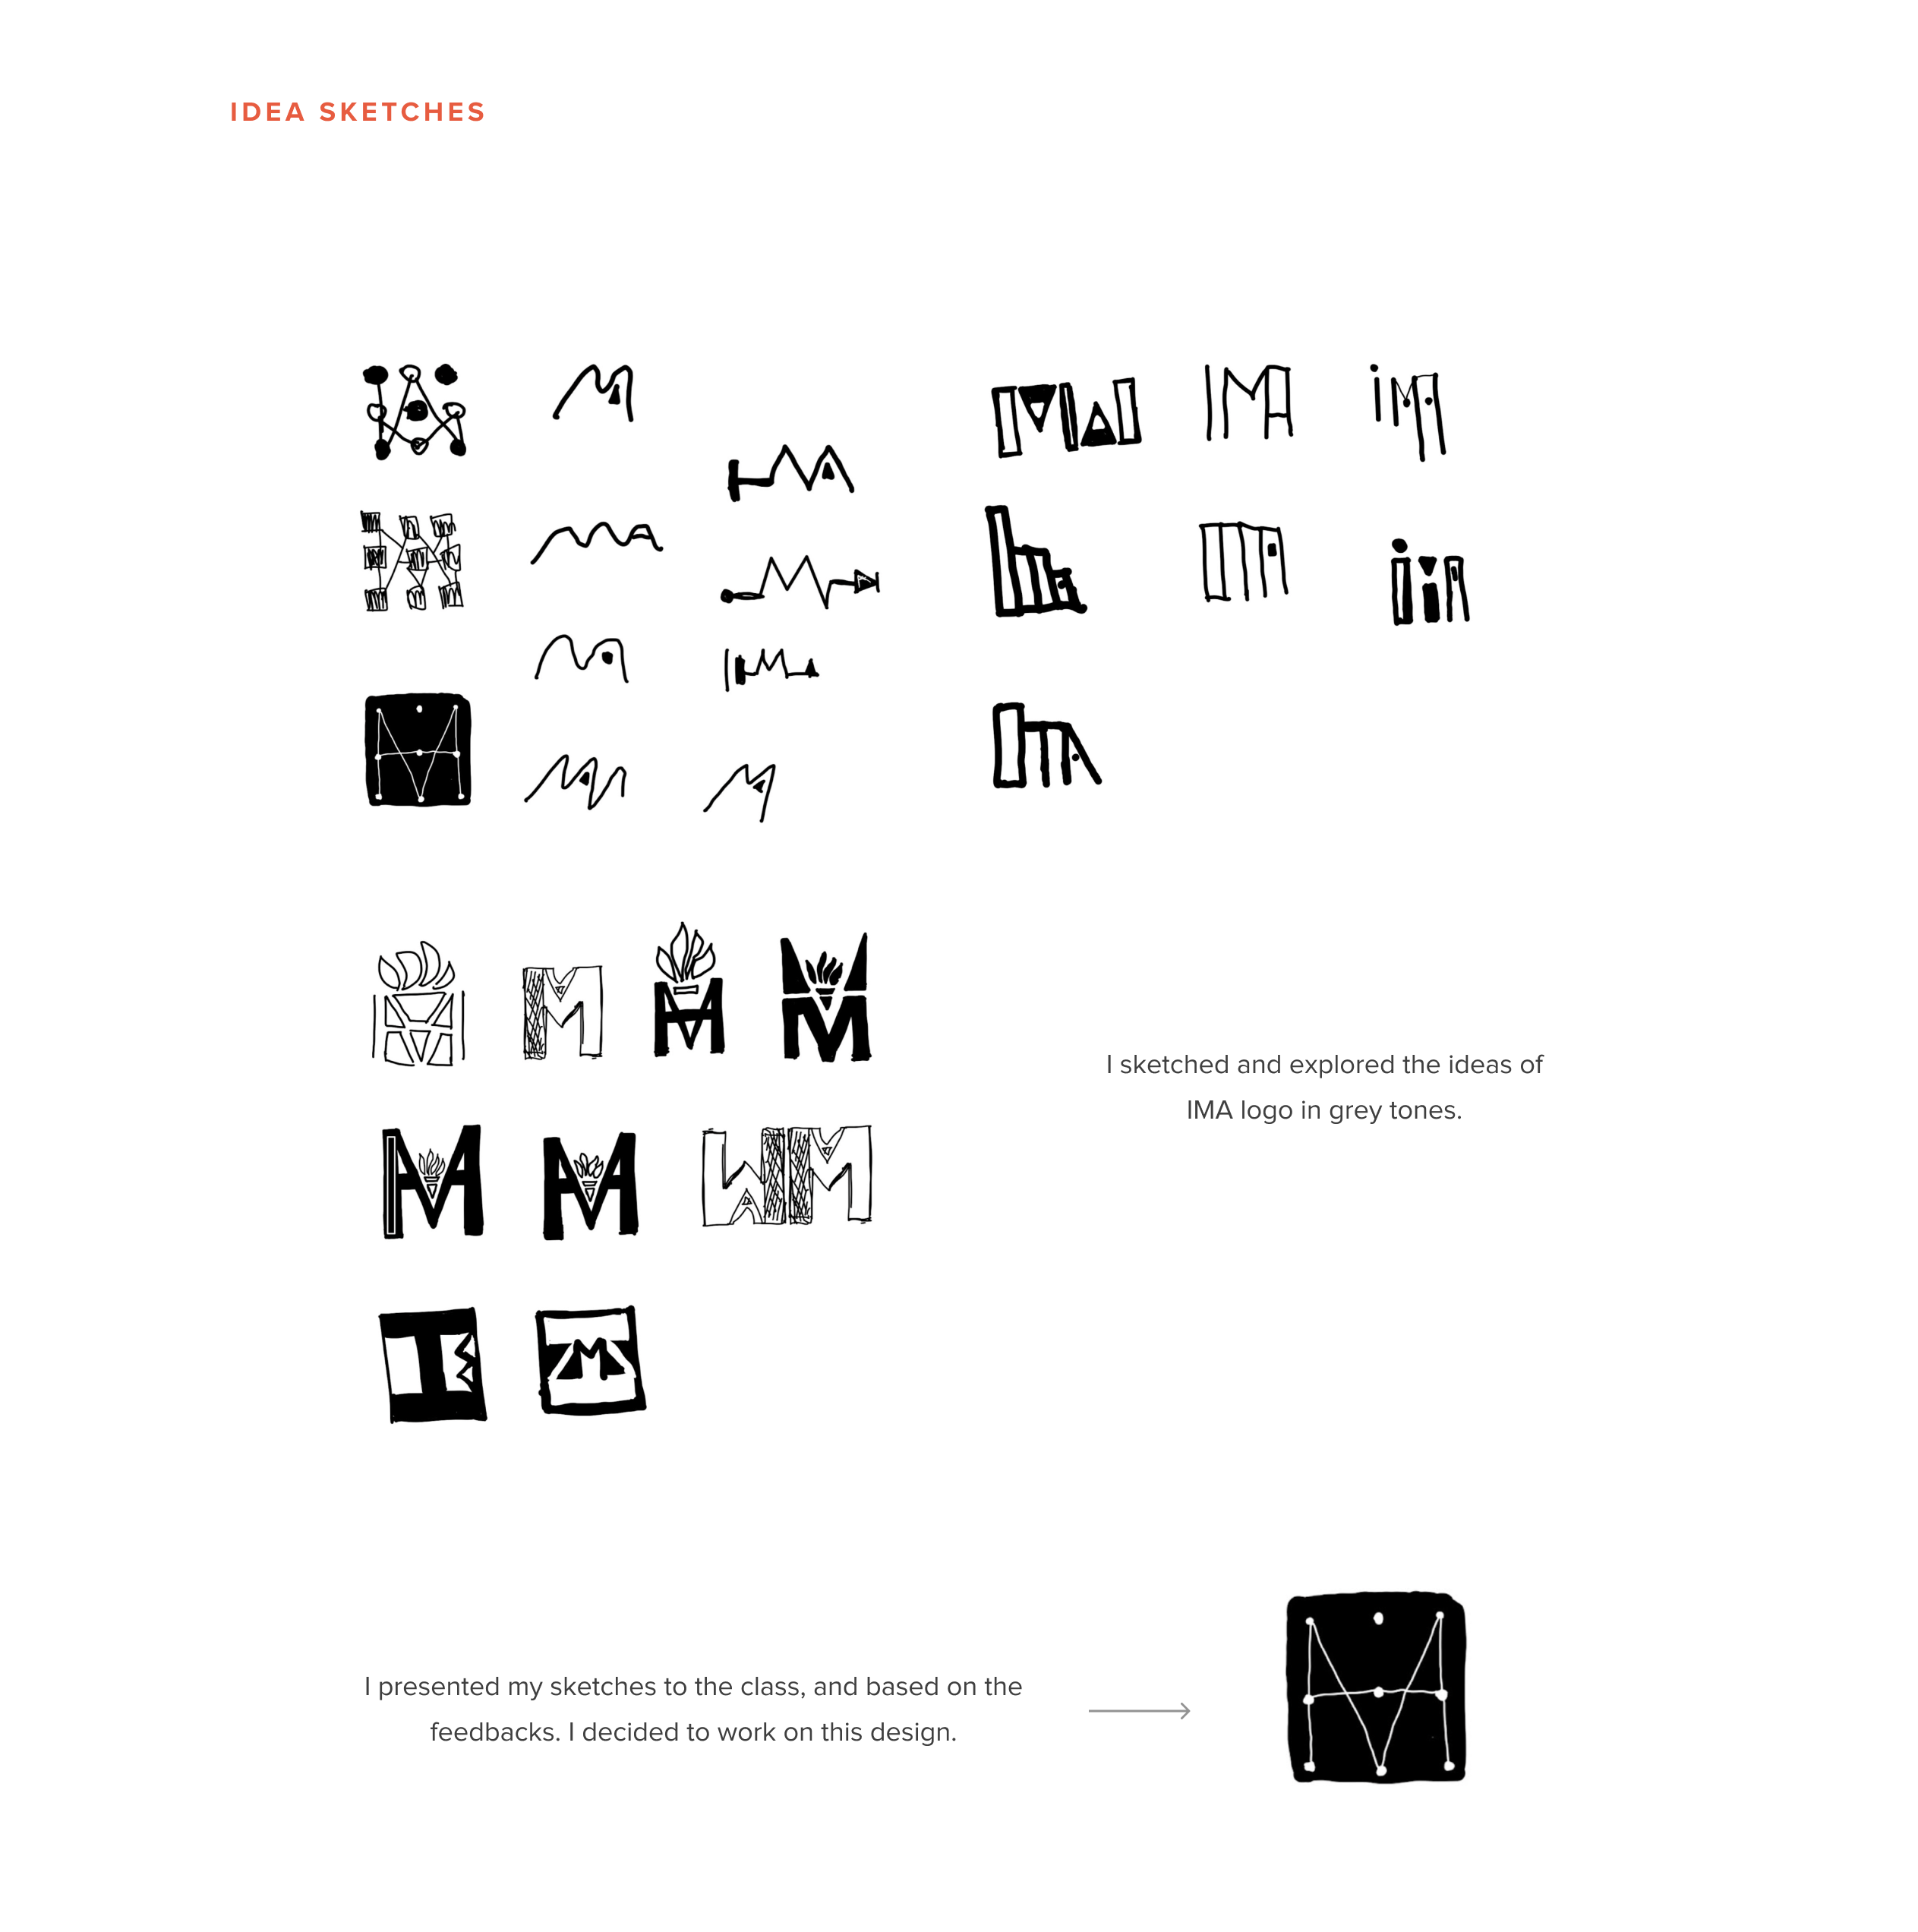 IDEA SKETCHES
I sketched and explored the ideas of
IMA logo in grey tones.
I presented my sketches to the class, and based on the
feedbacks. I decided to work on this design.